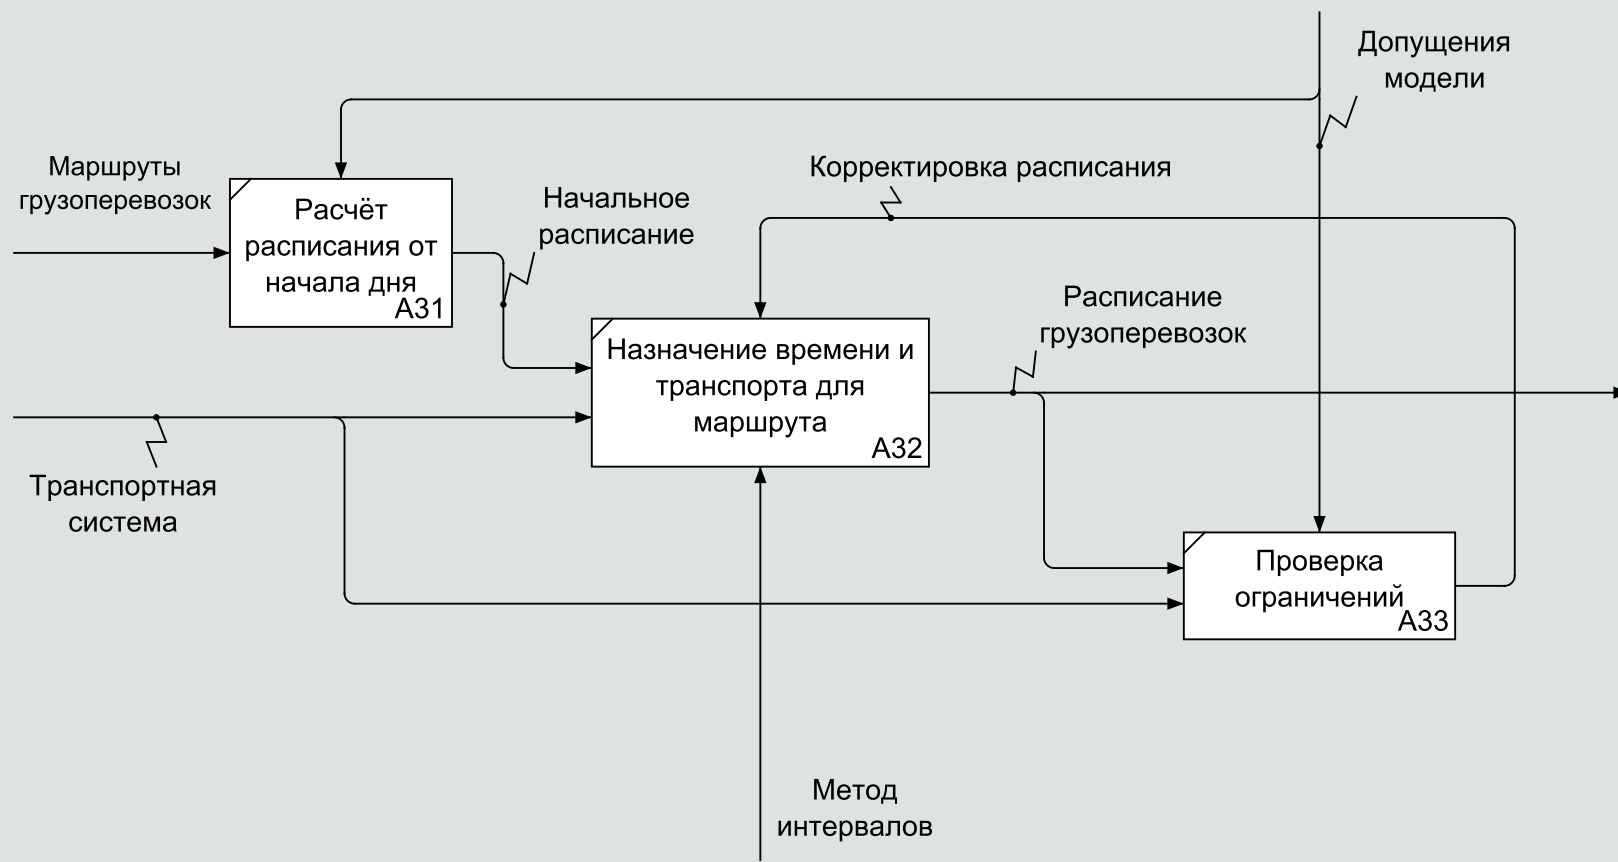 Допущения
модели
Маршруты
грузоперевозок
Корректировка расписания
Расчёт
расписания от
начала дня
А31
Начальное
расписание
Расписание
грузоперевозок
Назначение времени и
транспорта для
маршрута
А32
Транспортная
система
Проверка
ограничений
А33
Метод
интервалов